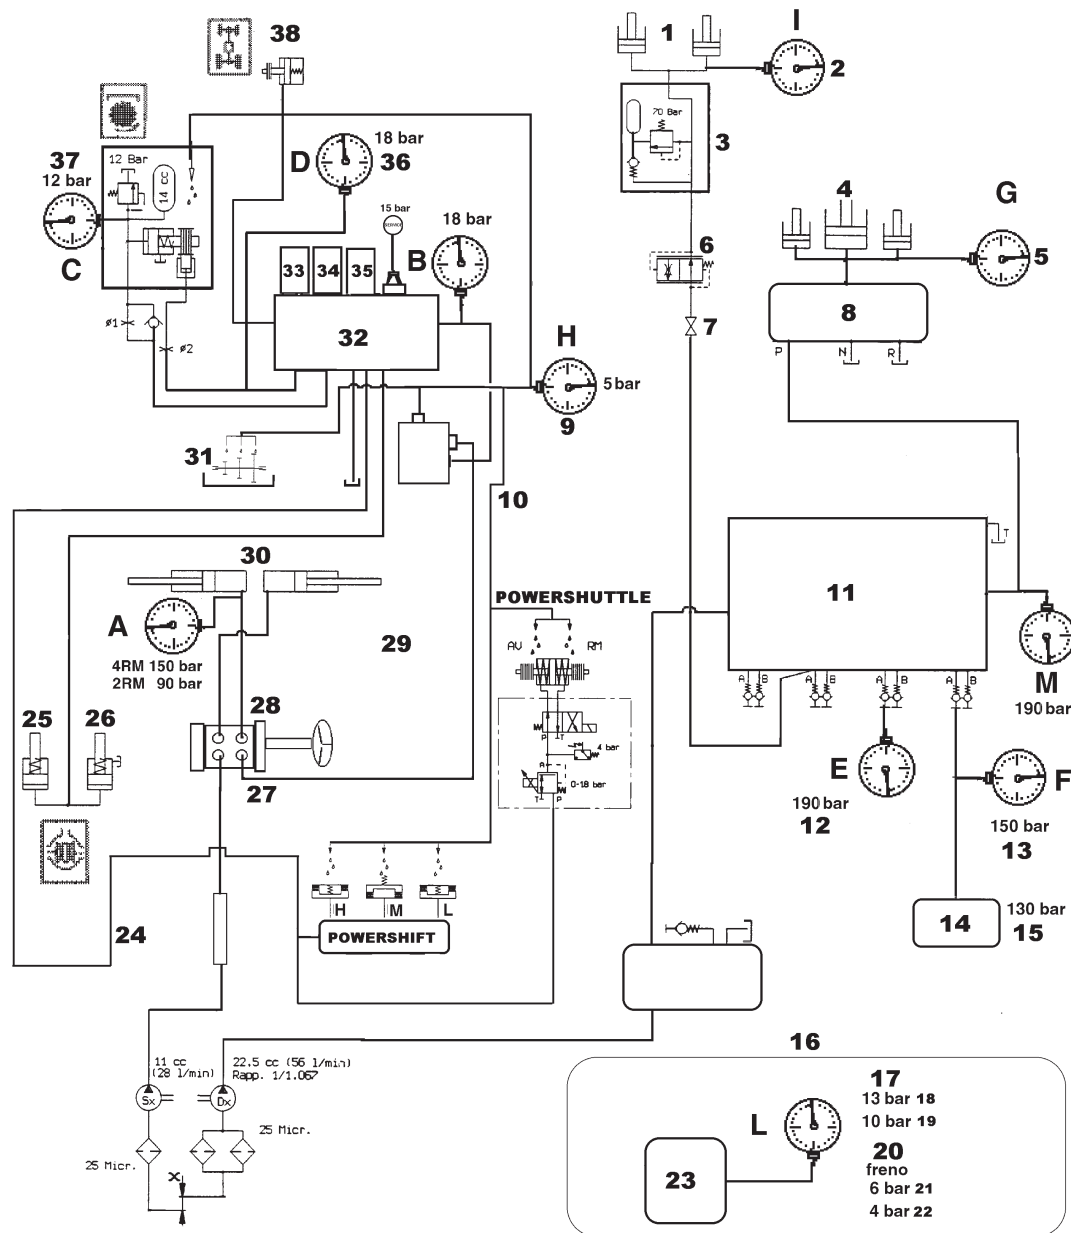 38
1
I
2
70 Bar
3
12 Bar
14 cc
37
12 bar
C
D
18 bar
36
15 bar
18 bar
B
4
G
5
6
7
8
P
N
R
33
34
35
32
ø1
ø2
H
5 bar
9
31
10
T
11
30
A
4RM 150 bar
2RM 90 bar
29
POWERSHUTTLE
AV
RM
P
T
4 bar
A
0-18 bar
T
P
A
B
A
B
A
B
A
B
M
190 bar
E
190 bar
12
F
150 bar
13
25
26
28
27
H
M
L
POWERSHIFT
24
14
130 bar
15
11 cc
(28 l/min)
22.5 cc (56 l/min)
Rapp. 1/1.067
Sx
Dx
25 Micr.
25 Micr.
X
16
17
13 bar 18
10 bar 19
L
20
freno
6 bar 21
4 bar 22
23